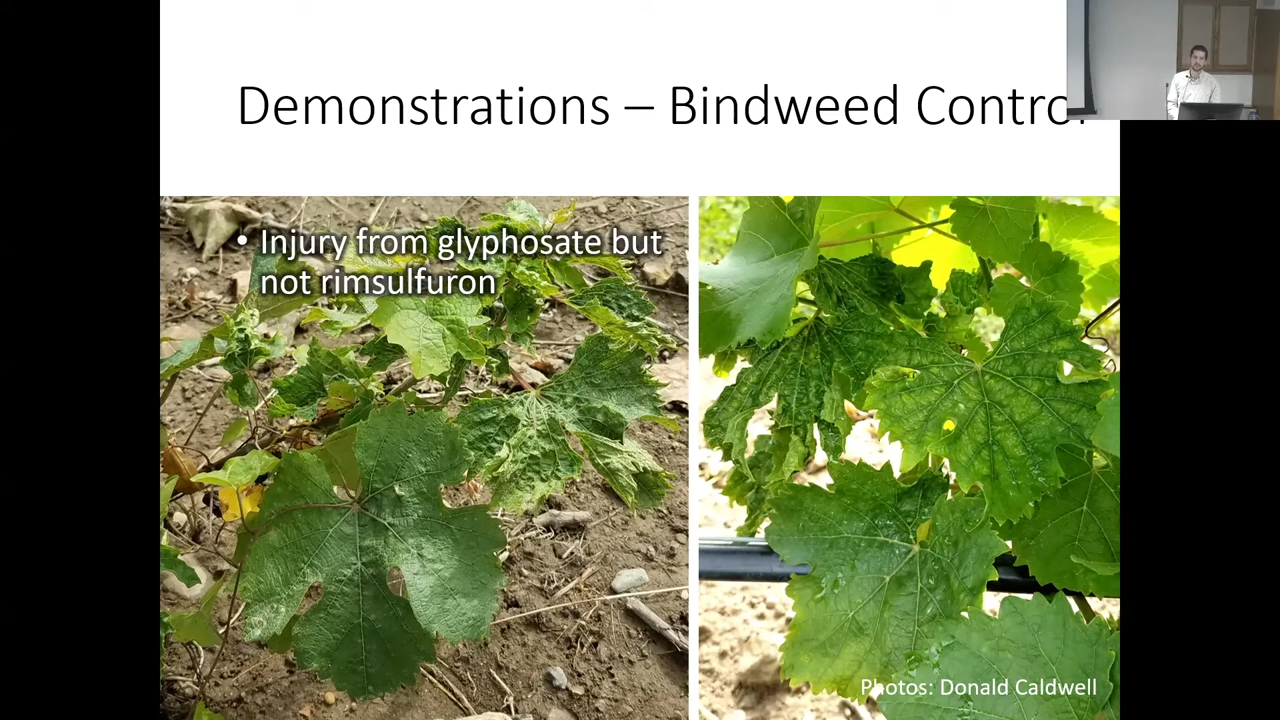 Demonstrations – Bindweed Control
• Injury from glyphosate but
not rimsulfuron
Photos: Donald Caldwell